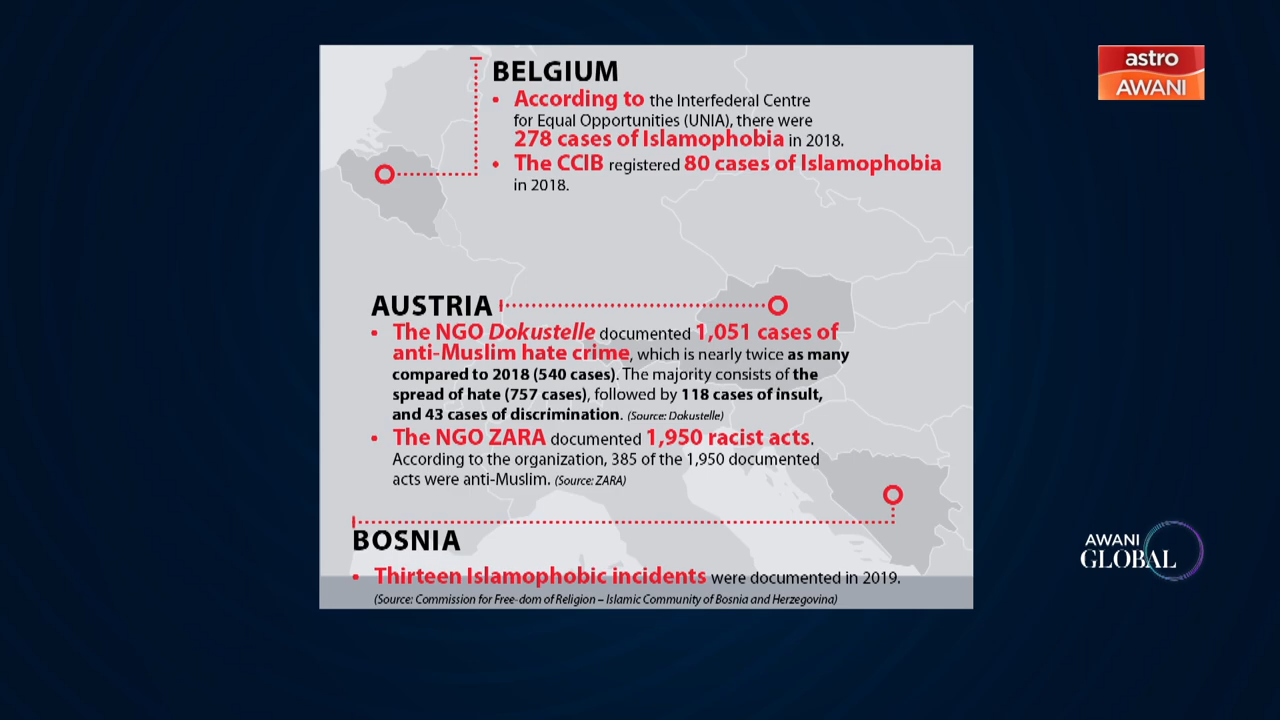 astro
AWANI
BELGIUM
• According to the Interfederal Centre
for Equal Opportunities (UNIA), there were
278 cases of Islamophobia in 2018.
• The CCIB registered 80 cases of Islamophobia
in 2018.
AUSTRIA
• The NGO Dokustelle documented 1,051 cases of
anti-Muslim hate crime, which is nearly twice as many
compared to 2018 (540 cases). The majority consists of the
spread of hate (757 cases), followed by 118 cases of insult,
and 43 cases of discrimination. (Source: Dokustelle)
• The NGO ZARA documented 1,950 racist acts.
According to the organization, 385 of the 1,950 documented
acts were anti-Muslim. (Source: ZARA)
BOSNIA
• Thirteen Islamophobic incidents were documented in 2019.
(Source: Commission for Free-dom of Religion – Islamic Community of Bosnia and Herzegovina)
AWANI
GLOBAL